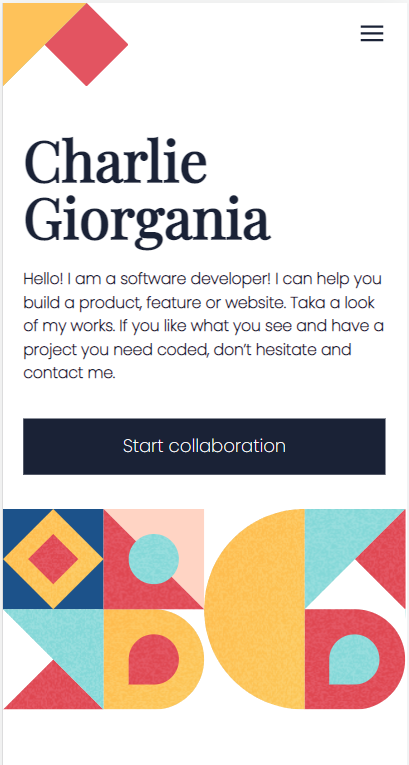 Charlie
Giorgania
Hello! I am a software developer! I can help you
build a product, feature or website. Taka a look
of my works. If you like what you see and have a
project you need coded, don’t hesitate and
contact me.
Start collaboration